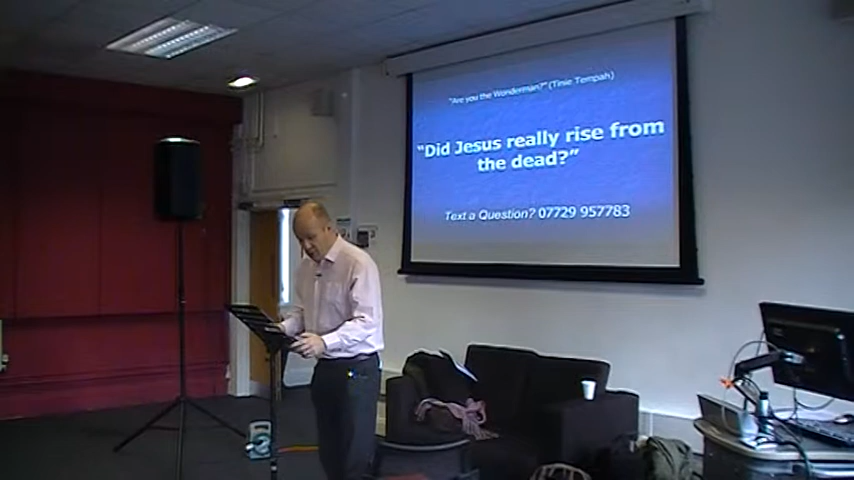 "Are you the Wonderman?" (Tinie Tempah)
"Did Jesus really rise from
the dead?"
Text a Question? 07729 957783